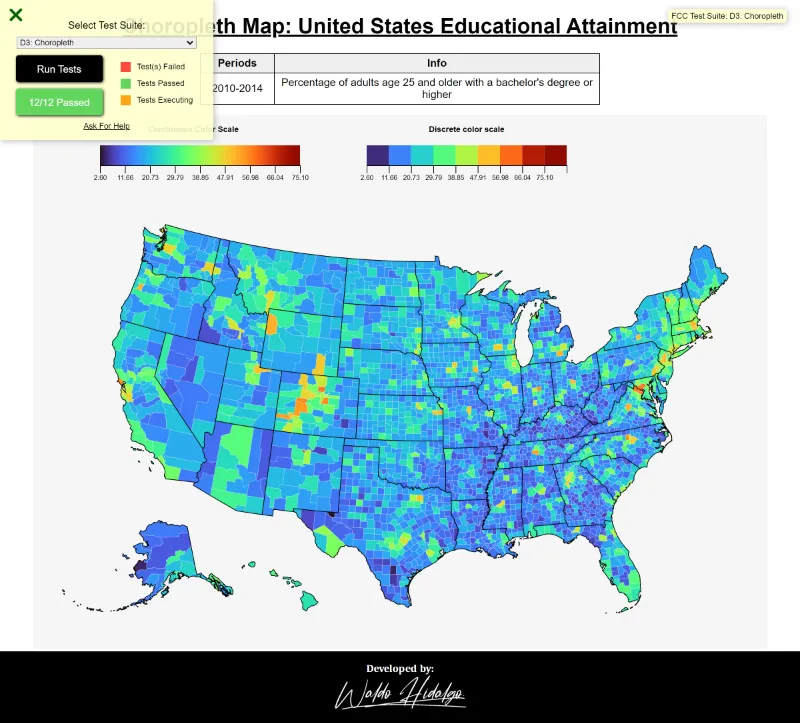 Select Test Suite:
D3: Choropleth
Run Tests
12/12 Passed
Test(s) Failed
Tests Passed
Tests Executing
Ask For Help
Choropleth Map: United States Educational Attainment
FCC Test Suite: D3: Choropleth
Periods Info
2010-2014 Percentage of adults age 25 and older with a bachelor's degree or
higher
Continuous Color Scale
2.60 11.66 20.73 29.79 38.85 47.91 56.98 66.04 75.10
Discrete color scale
2.60 11.66 20.73 29.79 38.85 47.91 56.98 66.04 75.10
Developed by:
Waldo Hidalgo.